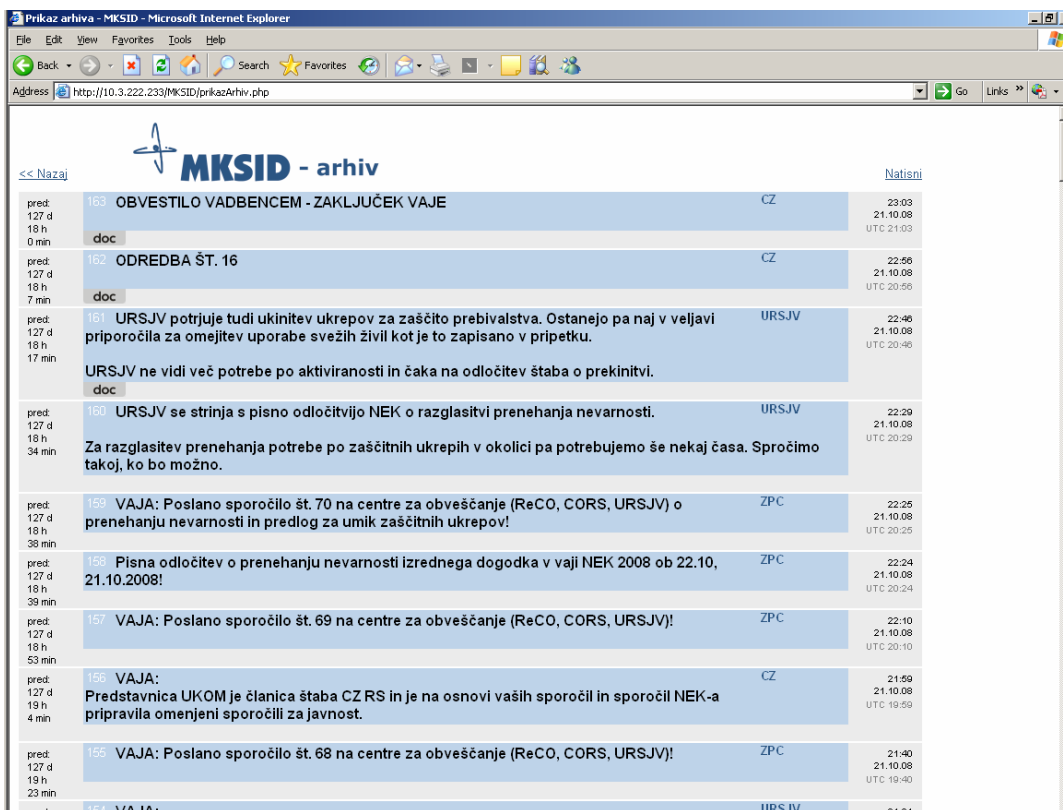 Prikaz arhiva - MKSID - Microsoft Internet Explorer
File Edit View Favorites Tools Help
Back Search Favorites
Address http://10.3.222.233/MKSID/prikazArhiv.php Go Links »
<< Nazaj MKSID - arhiv Natisni
pred: 163 OBVESTILO VADBENCEM - ZAKLJUČEK VAJE CZ 23:03
127 d 21.10.08
18 h UTC 21:03
0 min doc
pred: 162 ODREDBA ŠT. 16 CZ 22:56
127 d 21.10.08
18 h UTC 20:56
7 min doc
pred: 161 URSJV potrjuje tudi ukinitev ukrepov za zaščito prebivalstva. Ostanejo pa naj v veljavi URSJV 22:46
127 d priporočila za omejitev uporabe svežih živil kot je to zapisano v pripetku. 21.10.08
18 h UTC 20:46
17 min
URSJV ne vidi več potrebe po aktiviranosti in čaka na odločitev štaba o prekinitvi.
doc
pred: 160 URSJV se strinja s pisno odločitvijo NEK o razglasitvi prenehanja nevarnosti. URSJV 22:29
127 d 21.10.08
18 h UTC 20:29
34 min Za razglasitev prenehanja potrebe po zaščitnih ukrepih v okolici pa potrebujemo še nekaj časa. Spročimo
takoj, ko bo možno.
pred: 159 VAJA: Poslano sporočilo št. 70 na centre za obveščanje (ReCO, CORS, URSJV) o ZPC 22:25
127 d prenehanju nevarnosti in predlog za umik zaščitnih ukrepov! 21.10.08
18 h UTC 20:25
38 min
pred: 158 Pisna odločitev o prenehanju nevarnosti izrednega dogodka v vaji NEK 2008 ob 22.10, ZPC 22:24
127 d 21.10.2008! 21.10.08
18 h UTC 20:24
39 min
pred: 157 VAJA: Poslano sporočilo št. 69 na centre za obveščanje (ReCO, CORS, URSJV)! ZPC 22:10
127 d 21.10.08
18 h UTC 20:10
53 min
pred: 156 VAJA: CZ 21:59
127 d Predstavnica UKOM je članica štaba CZ RS in je na osnovi vaših sporočil in sporočil NEK-a 21.10.08
19 h pripravila omenjeni sporočili za javnost. UTC 19:59
4 min
pred: 155 VAJA: Poslano sporočilo št. 68 na centre za obveščanje (ReCO, CORS, URSJV)! ZPC 21:40
127 d 21.10.08
19 h UTC 19:40
23 min